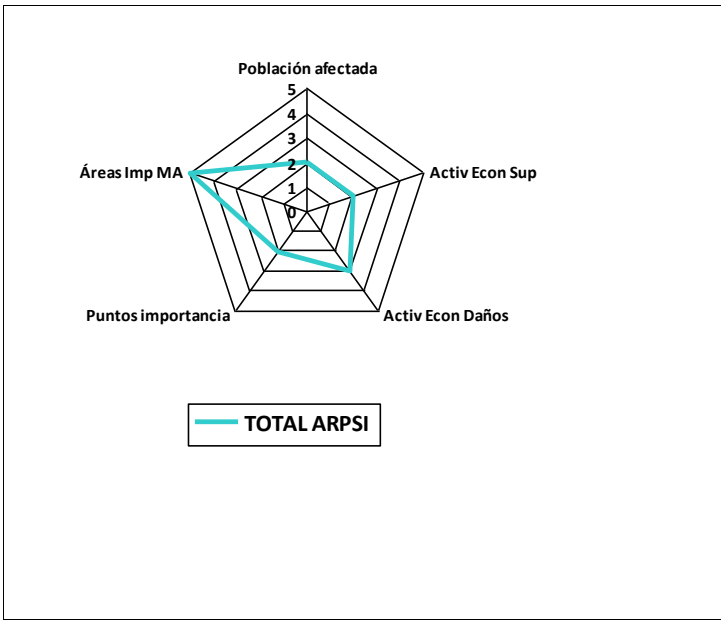 Población afectada
5
4
3
2
1
0
Áreas Imp MA
Activ Econ Sup
Puntos importancia
Activ Econ Daños
TOTAL ARPSI